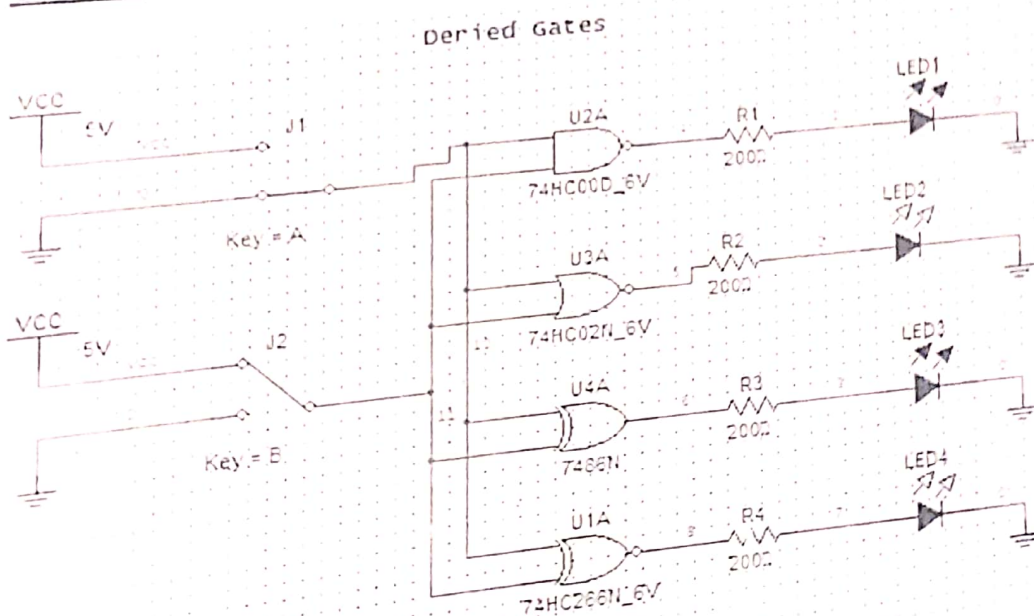 Deried Gates
VCC
5V
J1
Key = A
VCC
5V
J2
Key = B
U2A
74HC00D_6V
R1
200Ω
LED1
U3A
74HC02N_6V
R2
200Ω
LED2
U4A
7486N
R3
200Ω
LED3
U1A
74HC266N_6V
R4
200Ω
LED4